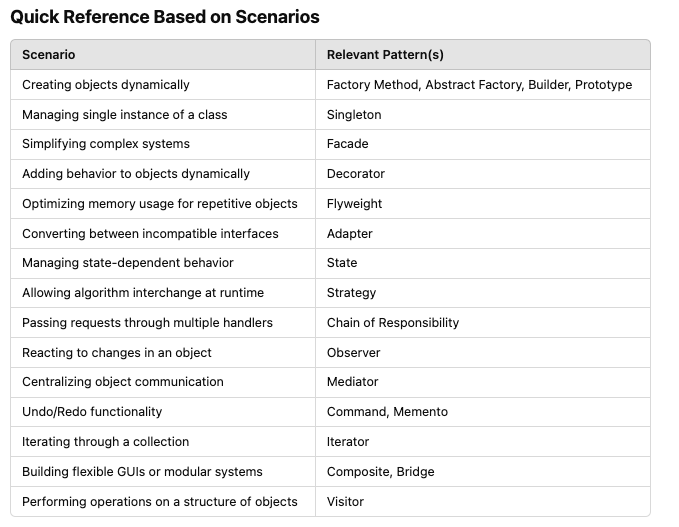 Quick Reference Based on Scenarios
Scenario Relevant Pattern(s)
Creating objects dynamically Factory Method, Abstract Factory, Builder, Prototype
Managing single instance of a class Singleton
Simplifying complex systems Facade
Adding behavior to objects dynamically Decorator
Optimizing memory usage for repetitive objects Flyweight
Converting between incompatible interfaces Adapter
Managing state-dependent behavior State
Allowing algorithm interchange at runtime Strategy
Passing requests through multiple handlers Chain of Responsibility
Reacting to changes in an object Observer
Centralizing object communication Mediator
Undo/Redo functionality Command, Memento
Iterating through a collection Iterator
Building flexible GUIs or modular systems Composite, Bridge
Performing operations on a structure of objects Visitor